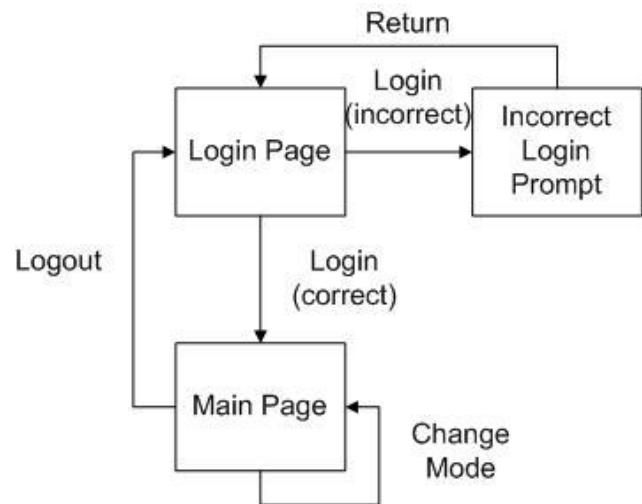 Return
Login
(incorrect)
Login Page
Incorrect
Login
Prompt
Logout
Login
(correct)
Main Page
Change
Mode